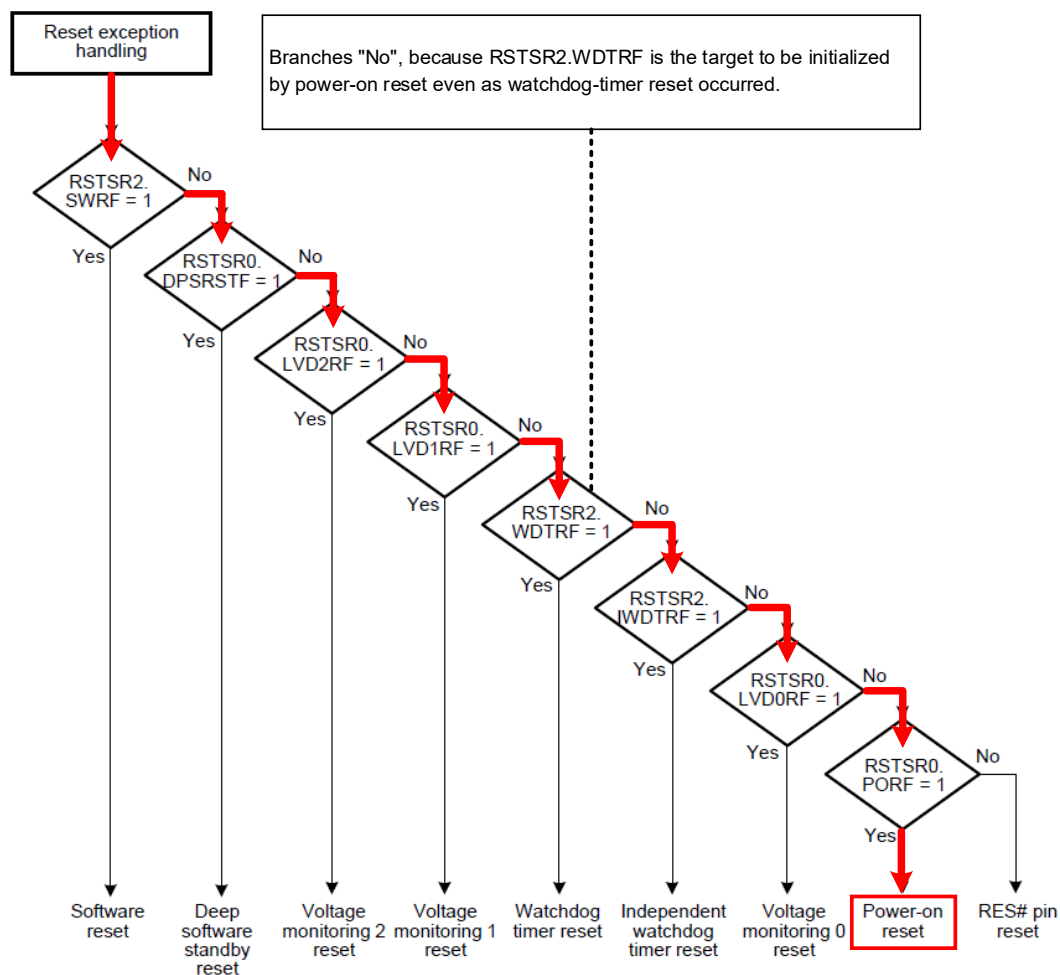 Reset exception
handling
Branches "No", because RSTSR2.WDTRF is the target to be initialized
by power-on reset even as watchdog-timer reset occurred.
RSTSR2.
SWRF = 1
No
Yes
RSTSR0.
DPSRSTF = 1
No
Yes
RSTSR0.
LVD2RF = 1
No
Yes
RSTSR0.
LVD1RF = 1
No
Yes
RSTSR2.
WDTRF = 1
No
Yes
RSTSR2.
IWDTRF = 1
No
Yes
RSTSR0.
LVD0RF = 1
No
Yes
RSTSR0.
PORF = 1
No
Yes
Software
reset
Deep
software
standby
reset
Voltage
monitoring 2
reset
Voltage
monitoring 1
reset
Watchdog
timer reset
Independent
watchdog
timer reset
Voltage
monitoring 0
reset
Power-on
reset
RES# pin
reset